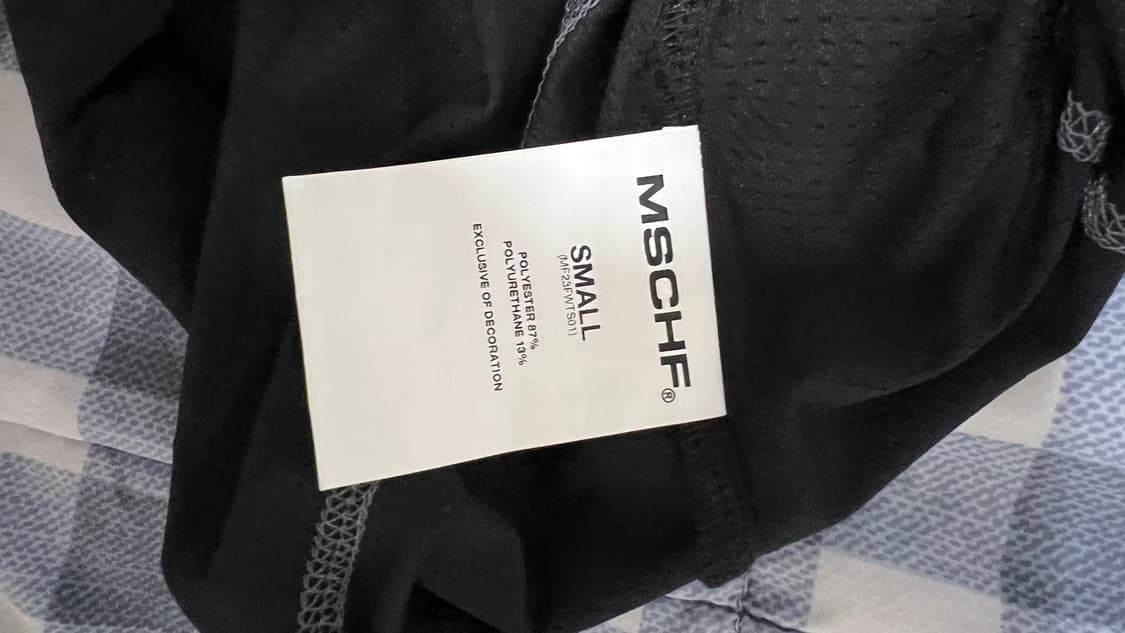 MSCHF®
SMALL
(MF23FWTS01)
POLYESTER 87%
POLYURETHANE 13%
EXCLUSIVE OF DECORATION